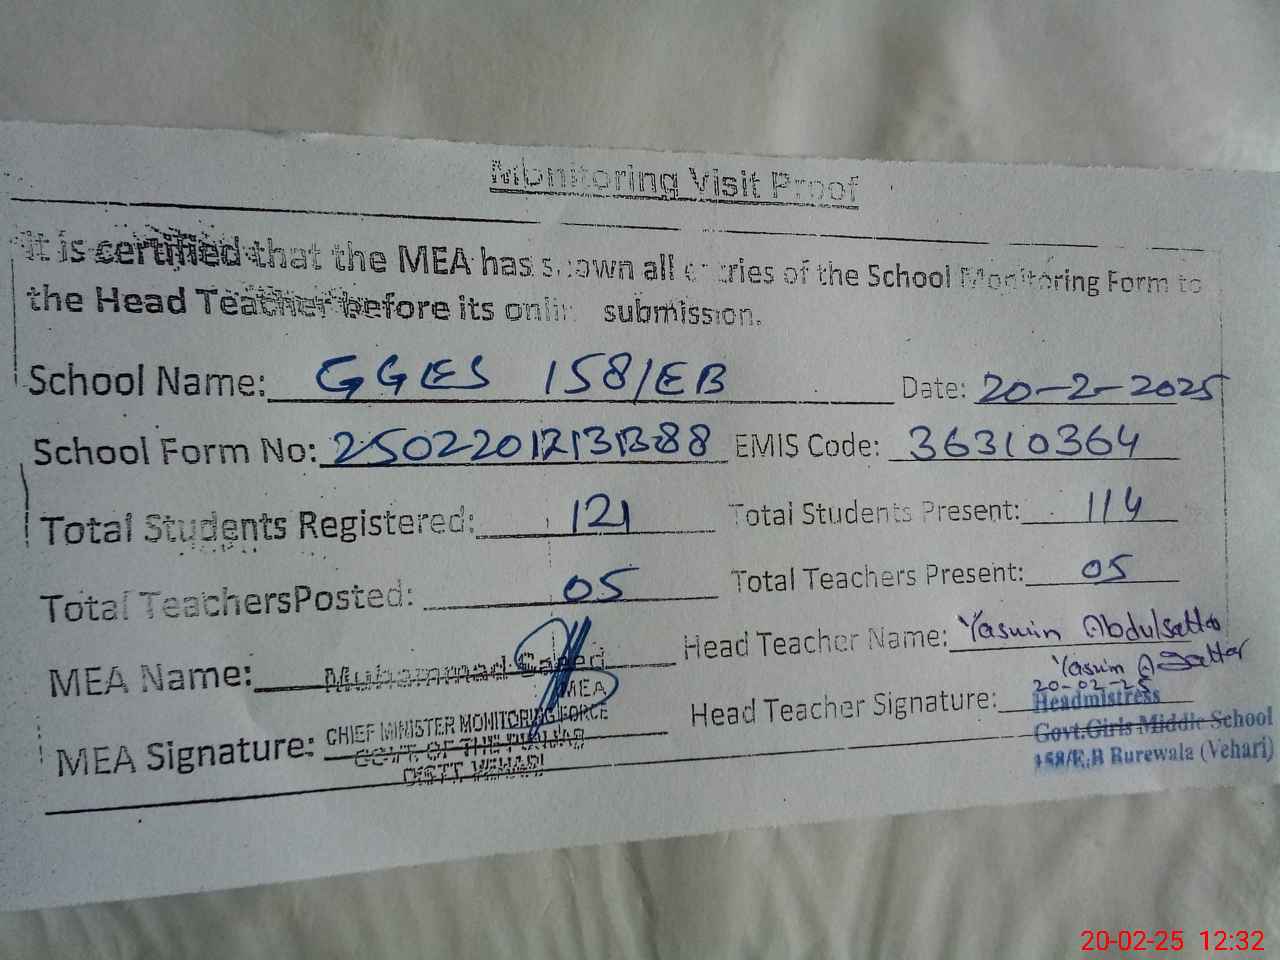 Monitoring Visit Proof
It is certified that the MEA has shown all entries of the School Monitoring Form to
the Head Teacher before its online submission.
School Name: GGES 158/EB Date: 20-2-2025
School Form No: EMIS Code: 36310364
Total Students Registered: 121 Total Students Present: 114
Total TeachersPosted: 05 Total Teachers Present: 05
MEA Name: Muhammad Head Teacher Name: Yasmin Abdulsattar
MEA
Yasmin A Sattar
20-02-25
MEA Signature: CHIEF MINISTER MONITORING FORCE
GOVT. OF THE PUNJAB
DISTT. VEHARI
Head Teacher Signature: Headmistress
Govt.Girls Middle School
158/E.B Burewala (Vehari)
20-02-25 12:32